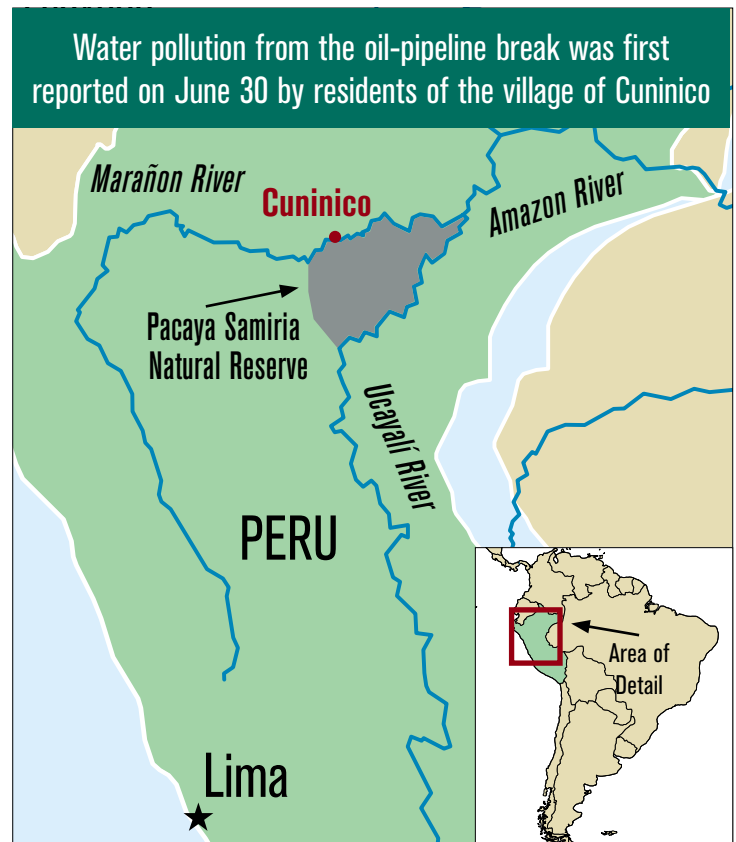 Water pollution from the oil-pipeline break was first
reported on June 30 by residents of the village of Cuninico
Marañon River
Cuninico
Amazon River
Pacaya Samiria
Natural Reserve
Ucayalí River
PERU
Area of
Detail
Lima